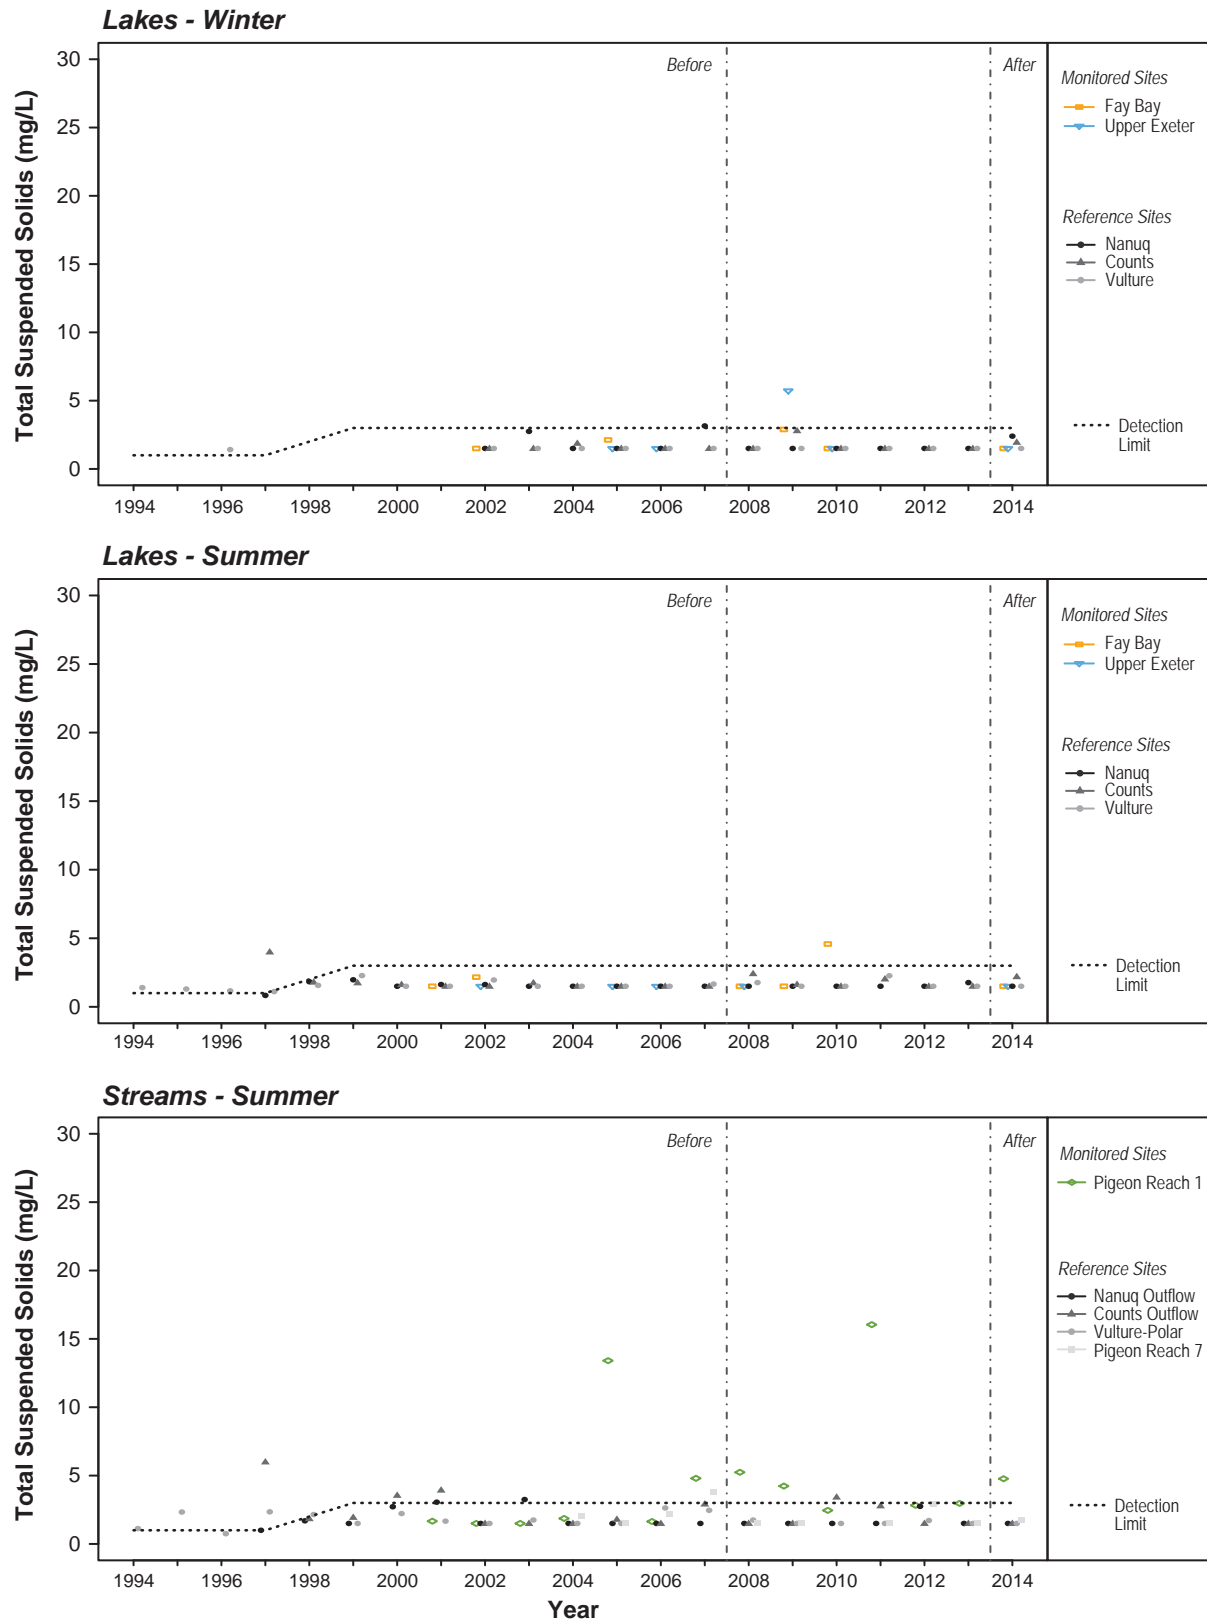 Lakes - Winter
Total Suspended Solids (mg/L)
30
25
20
15
10
5
0
Before
After
1994 1996 1998 2000 2002 2004 2006 2008 2010 2012 2014
Monitored Sites
Fay Bay
Upper Exeter
Reference Sites
Nanuq
Counts
Vulture
Detection
Limit
Lakes - Summer
Total Suspended Solids (mg/L)
30
25
20
15
10
5
0
Before
After
1994 1996 1998 2000 2002 2004 2006 2008 2010 2012 2014
Monitored Sites
Fay Bay
Upper Exeter
Reference Sites
Nanuq
Counts
Vulture
Detection
Limit
Streams - Summer
Total Suspended Solids (mg/L)
30
25
20
15
10
5
0
Before
After
1994 1996 1998 2000 2002 2004 2006 2008 2010 2012 2014
Year
Monitored Sites
Pigeon Reach 1
Reference Sites
Nanuq Outflow
Counts Outflow
Vulture-Polar
Pigeon Reach 7
Detection
Limit